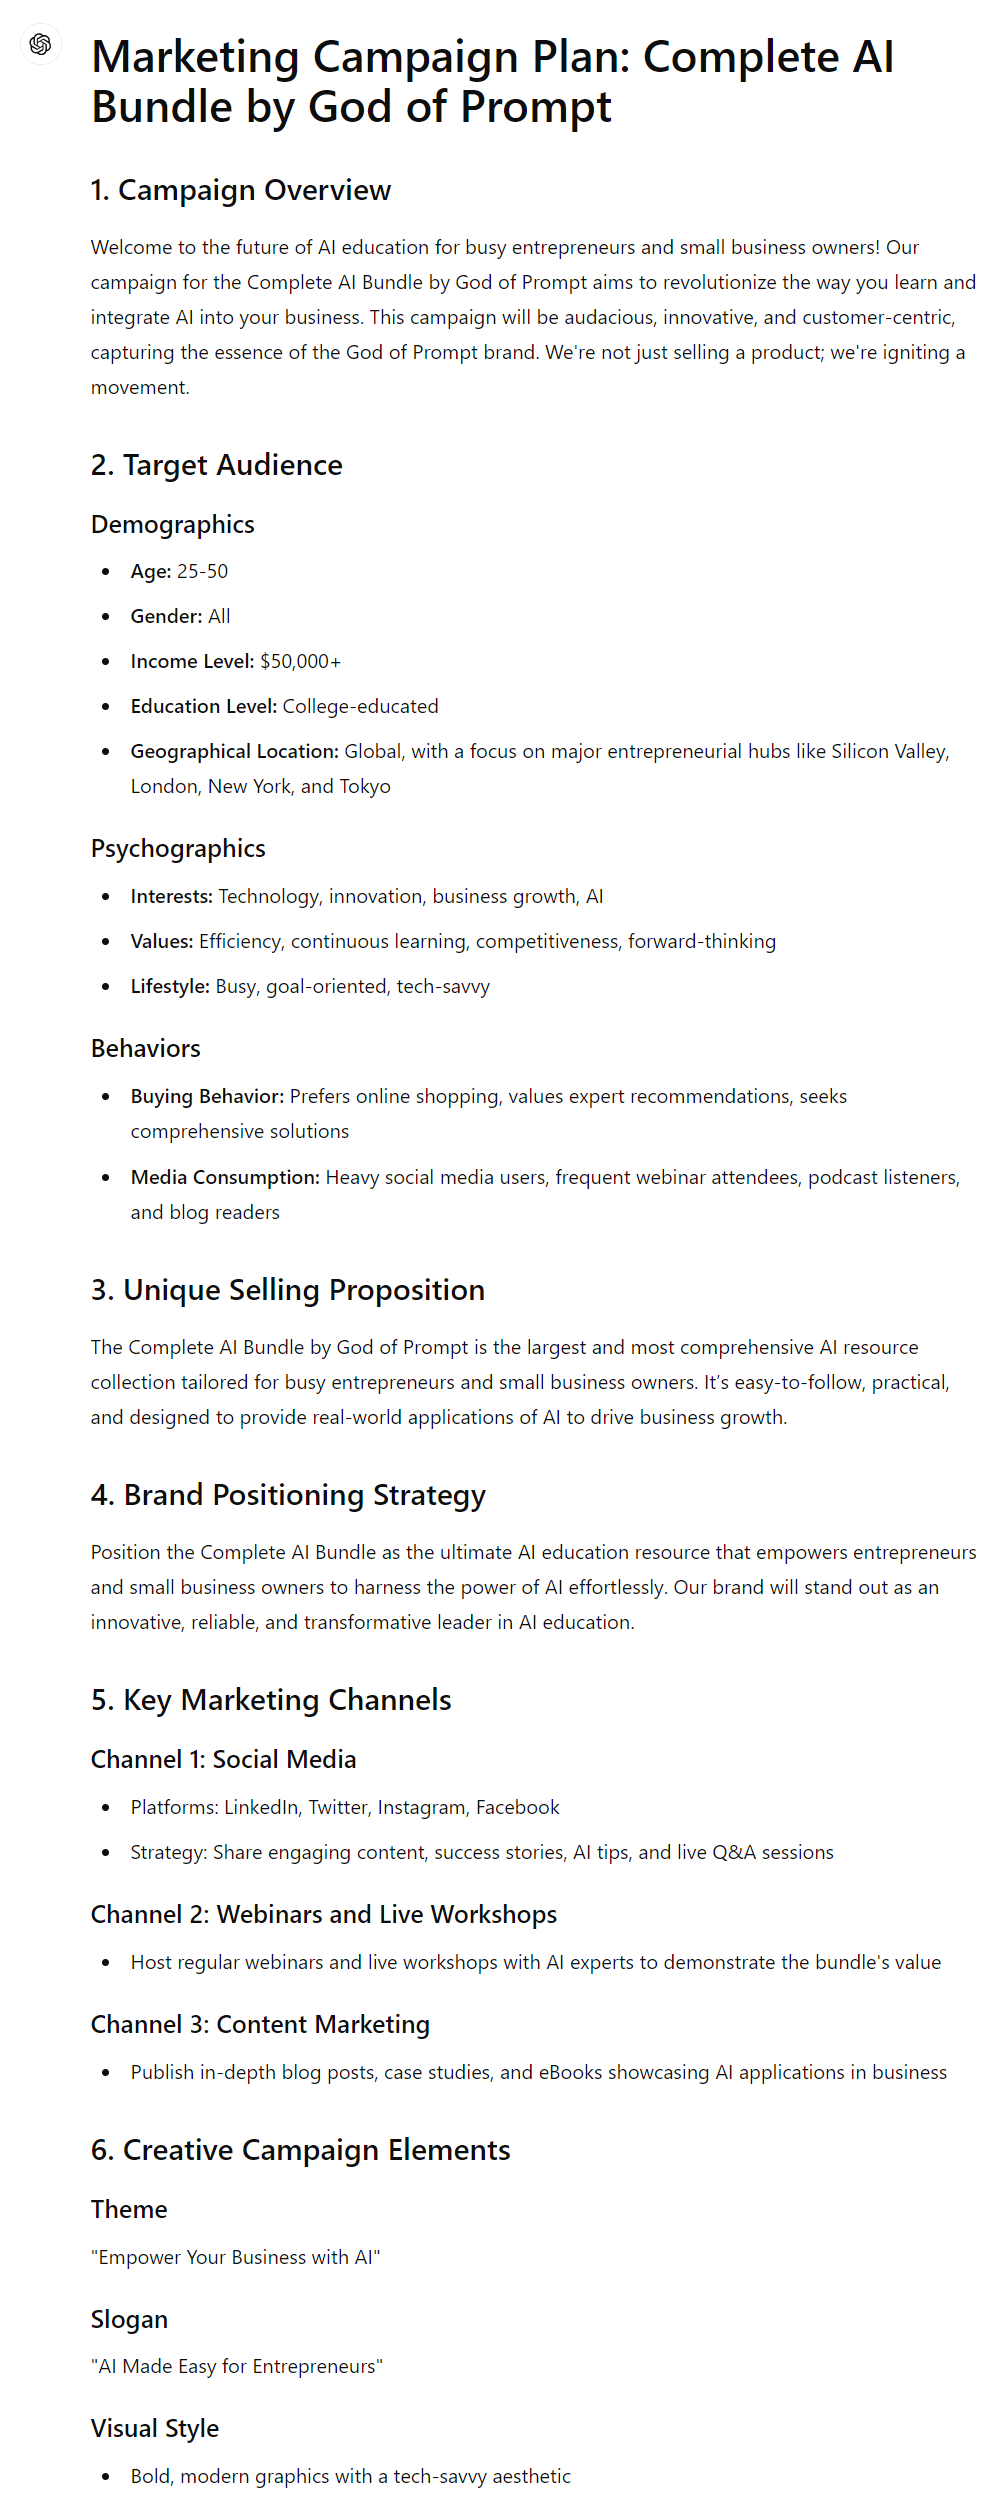 Marketing Campaign Plan: Complete AI
Bundle by God of Prompt
1. Campaign Overview
Welcome to the future of AI education for busy entrepreneurs and small business owners! Our
campaign for the Complete AI Bundle by God of Prompt aims to revolutionize the way you learn and
integrate AI into your business. This campaign will be audacious, innovative, and customer-centric,
capturing the essence of the God of Prompt brand. We're not just selling a product; we're igniting a
movement.
2. Target Audience
Demographics
• Age: 25-50
• Gender: All
• Income Level: $50,000+
• Education Level: College-educated
• Geographical Location: Global, with a focus on major entrepreneurial hubs like Silicon Valley,
London, New York, and Tokyo
Psychographics
• Interests: Technology, innovation, business growth, AI
• Values: Efficiency, continuous learning, competitiveness, forward-thinking
• Lifestyle: Busy, goal-oriented, tech-savvy
Behaviors
• Buying Behavior: Prefers online shopping, values expert recommendations, seeks
comprehensive solutions
• Media Consumption: Heavy social media users, frequent webinar attendees, podcast listeners,
and blog readers
3. Unique Selling Proposition
The Complete AI Bundle by God of Prompt is the largest and most comprehensive AI resource
collection tailored for busy entrepreneurs and small business owners. It’s easy-to-follow, practical,
and designed to provide real-world applications of AI to drive business growth.
4. Brand Positioning Strategy
Position the Complete AI Bundle as the ultimate AI education resource that empowers entrepreneurs
and small business owners to harness the power of AI effortlessly. Our brand will stand out as an
innovative, reliable, and transformative leader in AI education.
5. Key Marketing Channels
Channel 1: Social Media
• Platforms: LinkedIn, Twitter, Instagram, Facebook
• Strategy: Share engaging content, success stories, AI tips, and live Q&A sessions
Channel 2: Webinars and Live Workshops
• Host regular webinars and live workshops with AI experts to demonstrate the bundle's value
Channel 3: Content Marketing
• Publish in-depth blog posts, case studies, and eBooks showcasing AI applications in business
6. Creative Campaign Elements
Theme
"Empower Your Business with AI"
Slogan
"AI Made Easy for Entrepreneurs"
Visual Style
• Bold, modern graphics with a tech-savvy aesthetic